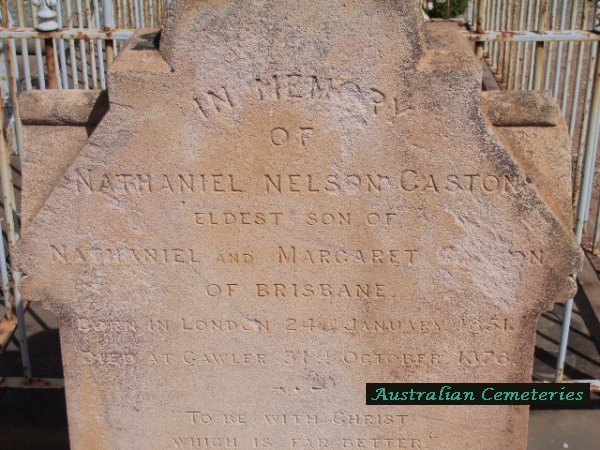 IN MEMORY
OF
NATHANIEL NELSON CASTON
ELDEST SON OF
NATHANIEL AND MARGARET CASTON
OF BRISBANE.
BORN IN LONDON 24TH JANUARY 1851.
DIED AT GAWLER 31ST OCTOBER 1878.
TO BE WITH CHRIST
WHICH IS FAR BETTER."
Australian Cemeteries